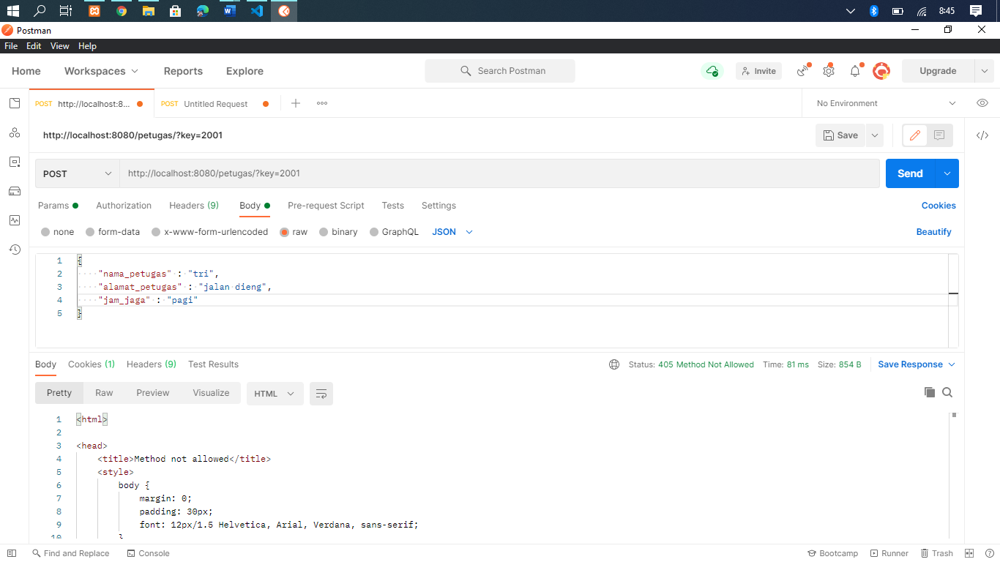 8:45
Postman
File Edit View Help
Home Workspaces Reports Explore Search Postman Invite Upgrade
POST http://localhost:8... POST Untitled Request No Environment
http://localhost:8080/petugas/?key=2001 Save
POST http://localhost:8080/petugas/?key=2001 Send
Params Authorization Headers (9) Body Pre-request Script Tests Settings Cookies
none form-data x-www-form-urlencoded raw binary GraphQL JSON Beautify
1 {
2 "nama_petugas" : "tri",
3 "alamat_petugas" : "jalan dieng",
4 "jam_jaga" : "pagi"
5 }
Body Cookies (1) Headers (9) Test Results Status: 405 Method Not Allowed Time: 81 ms Size: 854 B Save Response
Pretty Raw Preview Visualize HTML
1 <html>
2
3 <head>
4 <title>Method not allowed</title>
5 <style>
6 body {
7 margin: 0;
8 padding: 30px;
9 font: 12px/1.5 Helvetica, Arial, Verdana, sans-serif;
10 }
Find and Replace Console Bootcamp Runner Trash